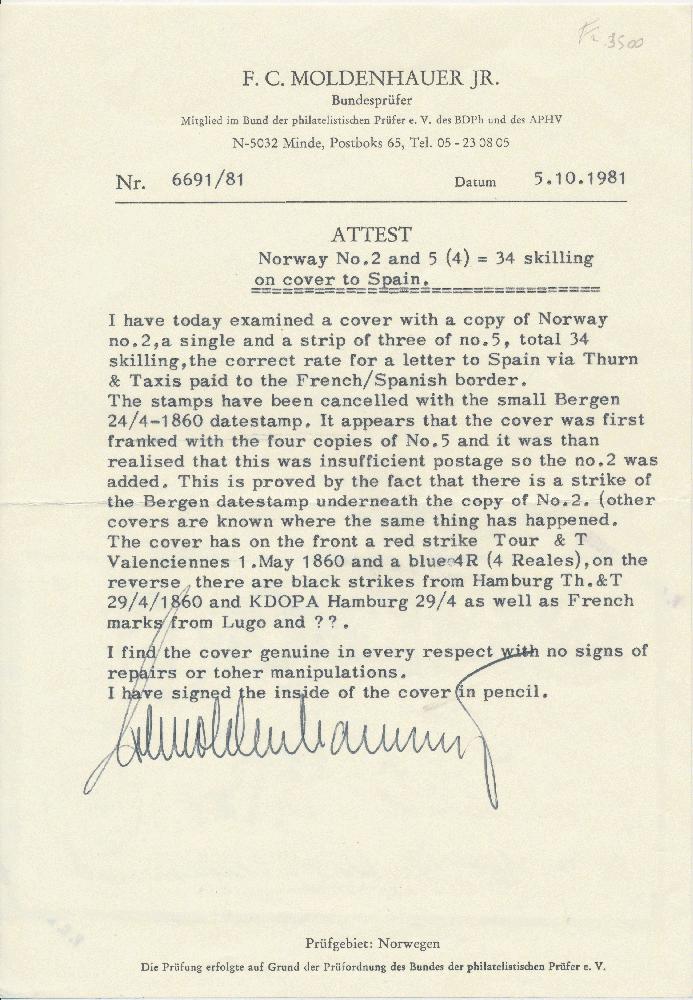 Fr. 3500
F. C. MOLDENHAUER JR.
Bundesprüfer
Mitglied im Bund der philatelistischen Prüfer e. V. des BDPh und des APHV
N-5032 Minde, Postboks 65, Tel. 05 - 23 08 05
Nr. 6691/81 Datum 5.10.1981
ATTEST
Norway No.2 and 5 (4) = 34 skilling
on cover to Spain.
I have today examined a cover with a copy of Norway
no.2,a single and a strip of three of no.5, total 34
skilling,the correct rate for a letter to Spain via Thurn
& Taxis paid to the French/Spanish border.
The stamps have been cancelled with the small Bergen
24/4-1860 datestamp. It appears that the cover was first
franked with the four copies of No.5 and it was than
realised that this was insufficient postage so the no.2 was
added. This is proved by the fact that there is a strike of
the Bergen datestamp underneath the copy of No.2. (other
covers are known where the same thing has happened.
The cover has on the front a red strike Tour & T
Valenciennes 1.May 1860 and a blue 4R (4 Reales),on the
reverse there are black strikes from Hamburg Th.&T
29/4/1860 and KDOPA Hamburg 29/4 as well as French
marks from Lugo and ??.
I find the cover genuine in every respect with no signs of
repairs or toher manipulations.
I have signed the inside of the cover in pencil.
Prüfgebiet: Norwegen
Die Prüfung erfolgte auf Grund der Prüfordnung des Bundes der philatelistischen Prüfer e. V.